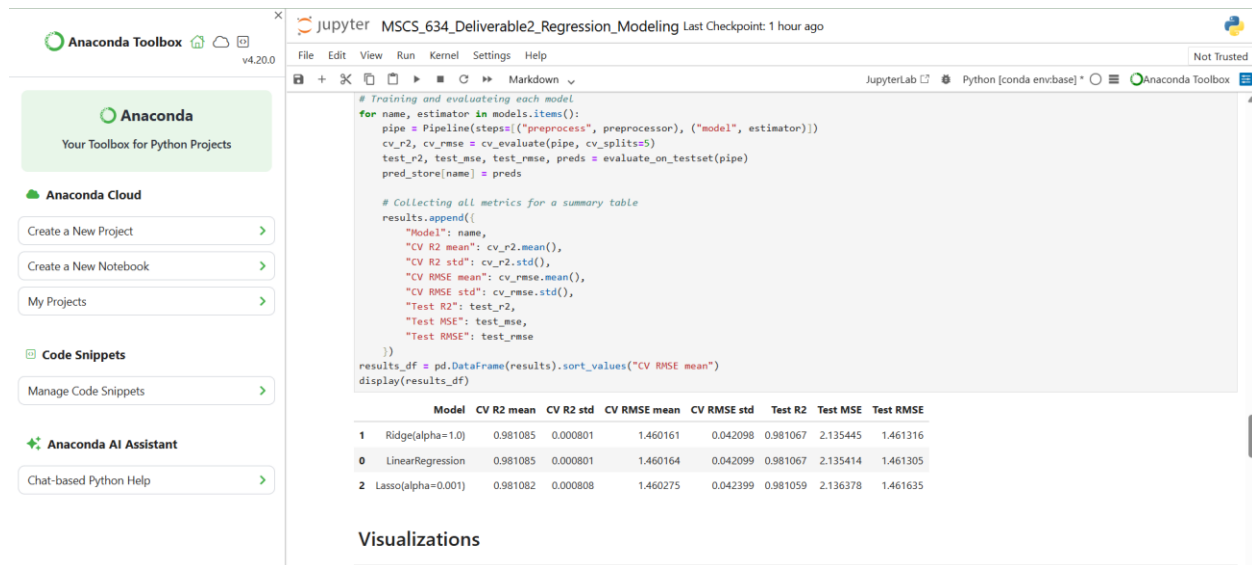 Anaconda Toolbox
v4.20.0
Anaconda
Your Toolbox for Python Projects
Anaconda Cloud
Create a New Project
Create a New Notebook
My Projects
Code Snippets
Manage Code Snippets
Anaconda AI Assistant
Chat-based Python Help
jupyter MSCS_634_Deliverable2_Regression_Modeling Last Checkpoint: 1 hour ago
File Edit View Run Kernel Settings Help
Not Trusted
Markdown
JupyterLab Python [conda env:base] * Anaconda Toolbox
# Training and evaluateing each model
for name, estimator in models.items():
    pipe = Pipeline(steps=[("preprocess", preprocessor), ("model", estimator)])
    cv_r2, cv_rmse = cv_evaluate(pipe, cv_splits=5)
    test_r2, test_mse, test_rmse, preds = evaluate_on_testset(pipe)
    pred_store[name] = preds
    # Collecting all metrics for a summary table
    results.append({
        "Model": name,
        "CV R2 mean": cv_r2.mean(),
        "CV R2 std": cv_r2.std(),
        "CV RMSE mean": cv_rmse.mean(),
        "CV RMSE std": cv_rmse.std(),
        "Test R2": test_r2,
        "Test MSE": test_mse,
        "Test RMSE": test_rmse
    })
results_df = pd.DataFrame(results).sort_values("CV RMSE mean")
display(results_df)
Model CV R2 mean CV R2 std CV RMSE mean CV RMSE std Test R2 Test MSE Test RMSE
1 Ridge(alpha=1.0) 0.981085 0.000801 1.460161 0.042098 0.981067 2.135445 1.461316
0 LinearRegression 0.981085 0.000801 1.460164 0.042099 0.981067 2.135414 1.461305
2 Lasso(alpha=0.001) 0.981082 0.000808 1.460275 0.042399 0.981059 2.136378 1.461635
Visualizations